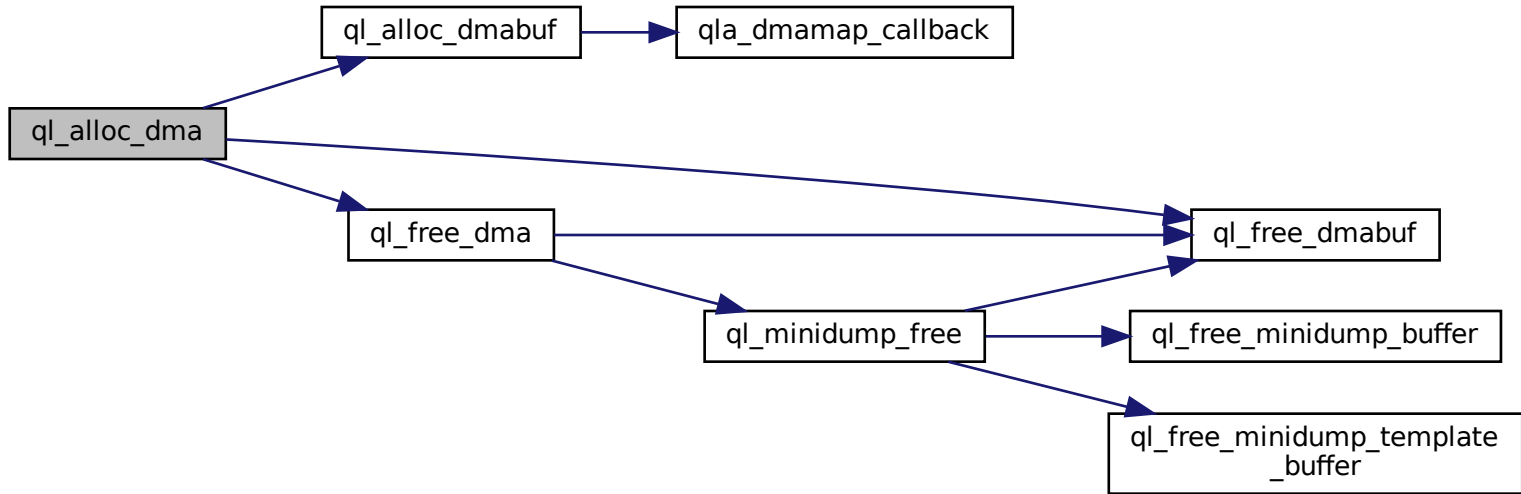 ql_alloc_dmabuf
qla_dmamap_callback
ql_alloc_dma
ql_free_dma
ql_free_dmabuf
ql_minidump_free
ql_free_minidump_buffer
ql_free_minidump_template
_buffer